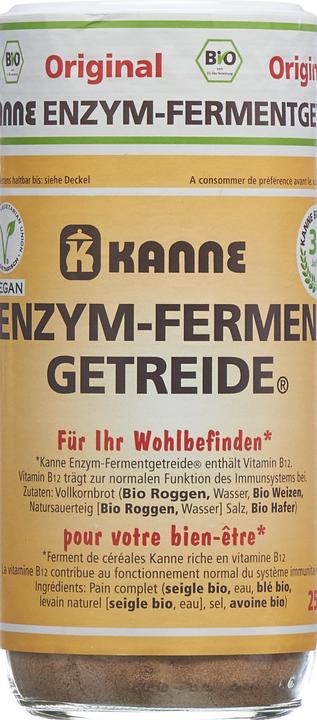 BIO Original BIO Origin
ANNE ENZYM-FERMENTGE
tens haltbar bis: siehe Deckel A consommer de préférence avant le:
KANNE
VEGAN
ENZYM-FERMEN
GETREIDE®
Für Ihr Wohlbefinden*
*Kanne Enzym-Fermentgetreide® enthält Vitamin B12.
Vitamin B12 trägt zur normalen Funktion des Immunsystems bei.
Zutaten: Vollkornbrot (Bio Roggen, Wasser, Bio Weizen,
Natursauerteig [Bio Roggen, Wasser] Salz, Bio Hafer)
pour votre bien-être*
*Ferment de céréales Kanne riche en vitamine B12
La vitamine B12 contribue au fonctionnement normal du système immunita
Ingrédients: Pain complet (seigle bio, eau, blé bio,
levain naturel [seigle bio, eau], sel, avoine bio)
25